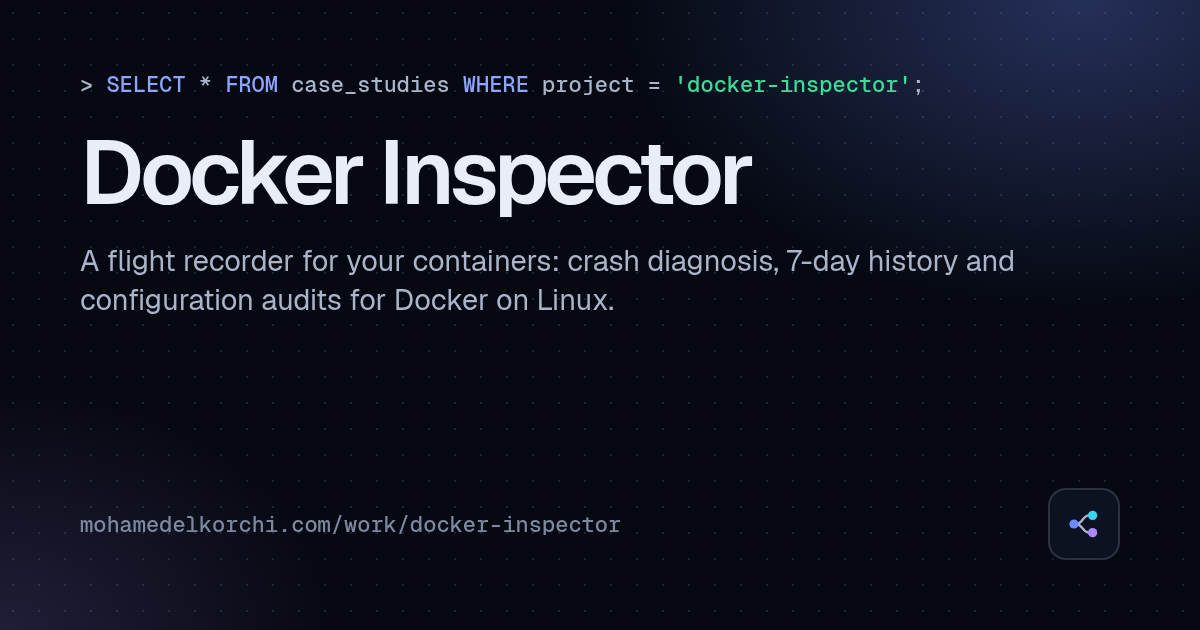 > SELECT * FROM case_studies WHERE project = 'docker-inspector';
Docker Inspector
A flight recorder for your containers: crash diagnosis, 7-day history and
configuration audits for Docker on Linux.
mohamedelkorchi.com/work/docker-inspector